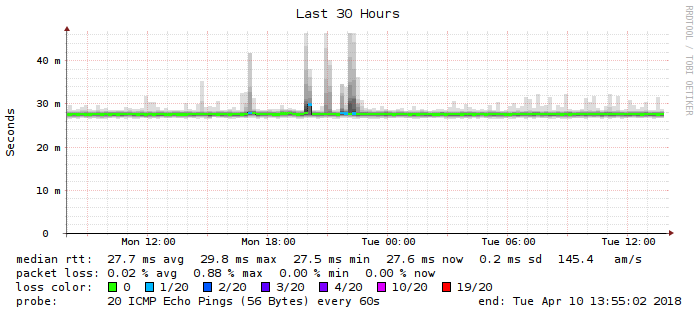 Last 30 Hours
RRDTOOL / TOBI OETIKER
Seconds
40 m
30 m
20 m
10 m
0
Mon 12:00 Mon 18:00 Tue 00:00 Tue 06:00 Tue 12:00
median rtt: 27.7 ms avg 29.8 ms max 27.5 ms min 27.6 ms now 0.2 ms sd 145.4 am/s
packet loss: 0.02 % avg 0.88 % max 0.00 % min 0.00 % now
loss color: 0 1/20 2/20 3/20 4/20 10/20 19/20
probe: 20 ICMP Echo Pings (56 Bytes) every 60s end: Tue Apr 10 13:55:02 2018